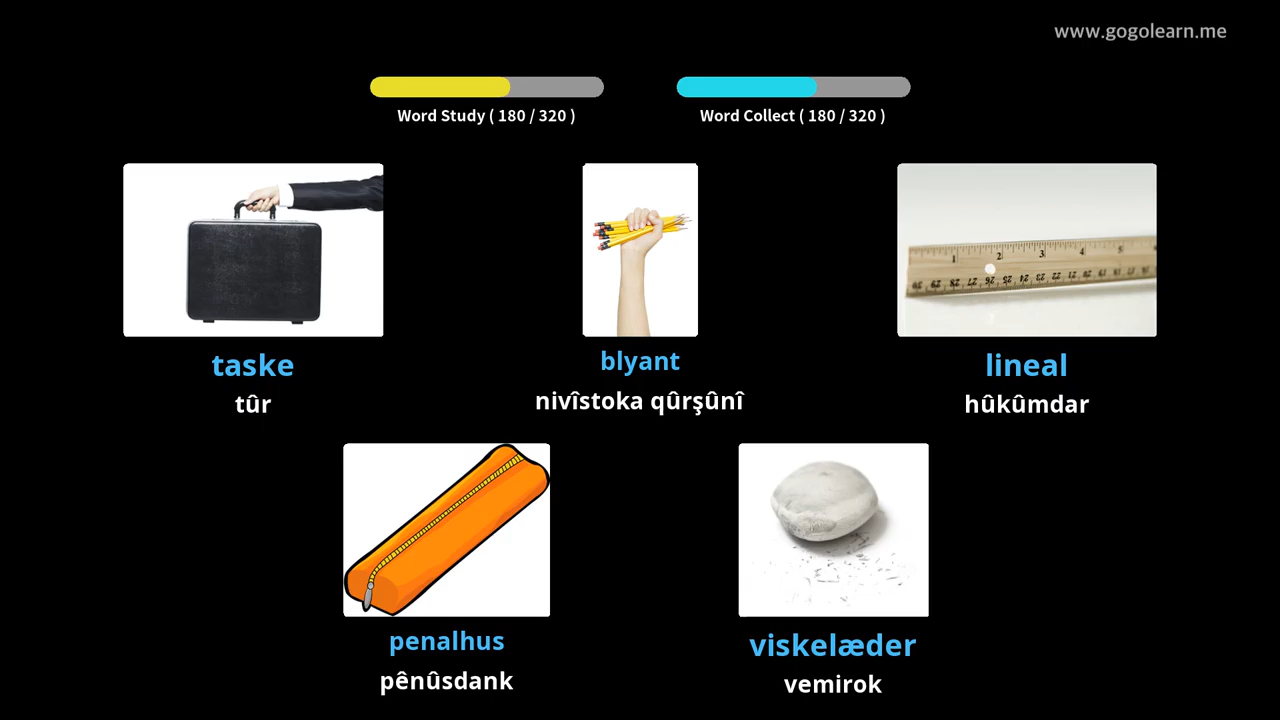 www.gogolearn.me
Word Study ( 180 / 320 )
Word Collect ( 180 / 320 )
taske
tûr
blyant
nivîstoka qûrşûnî
lineal
hûkûmdar
penalhus
pênûsdank
viskelæder
vemirok